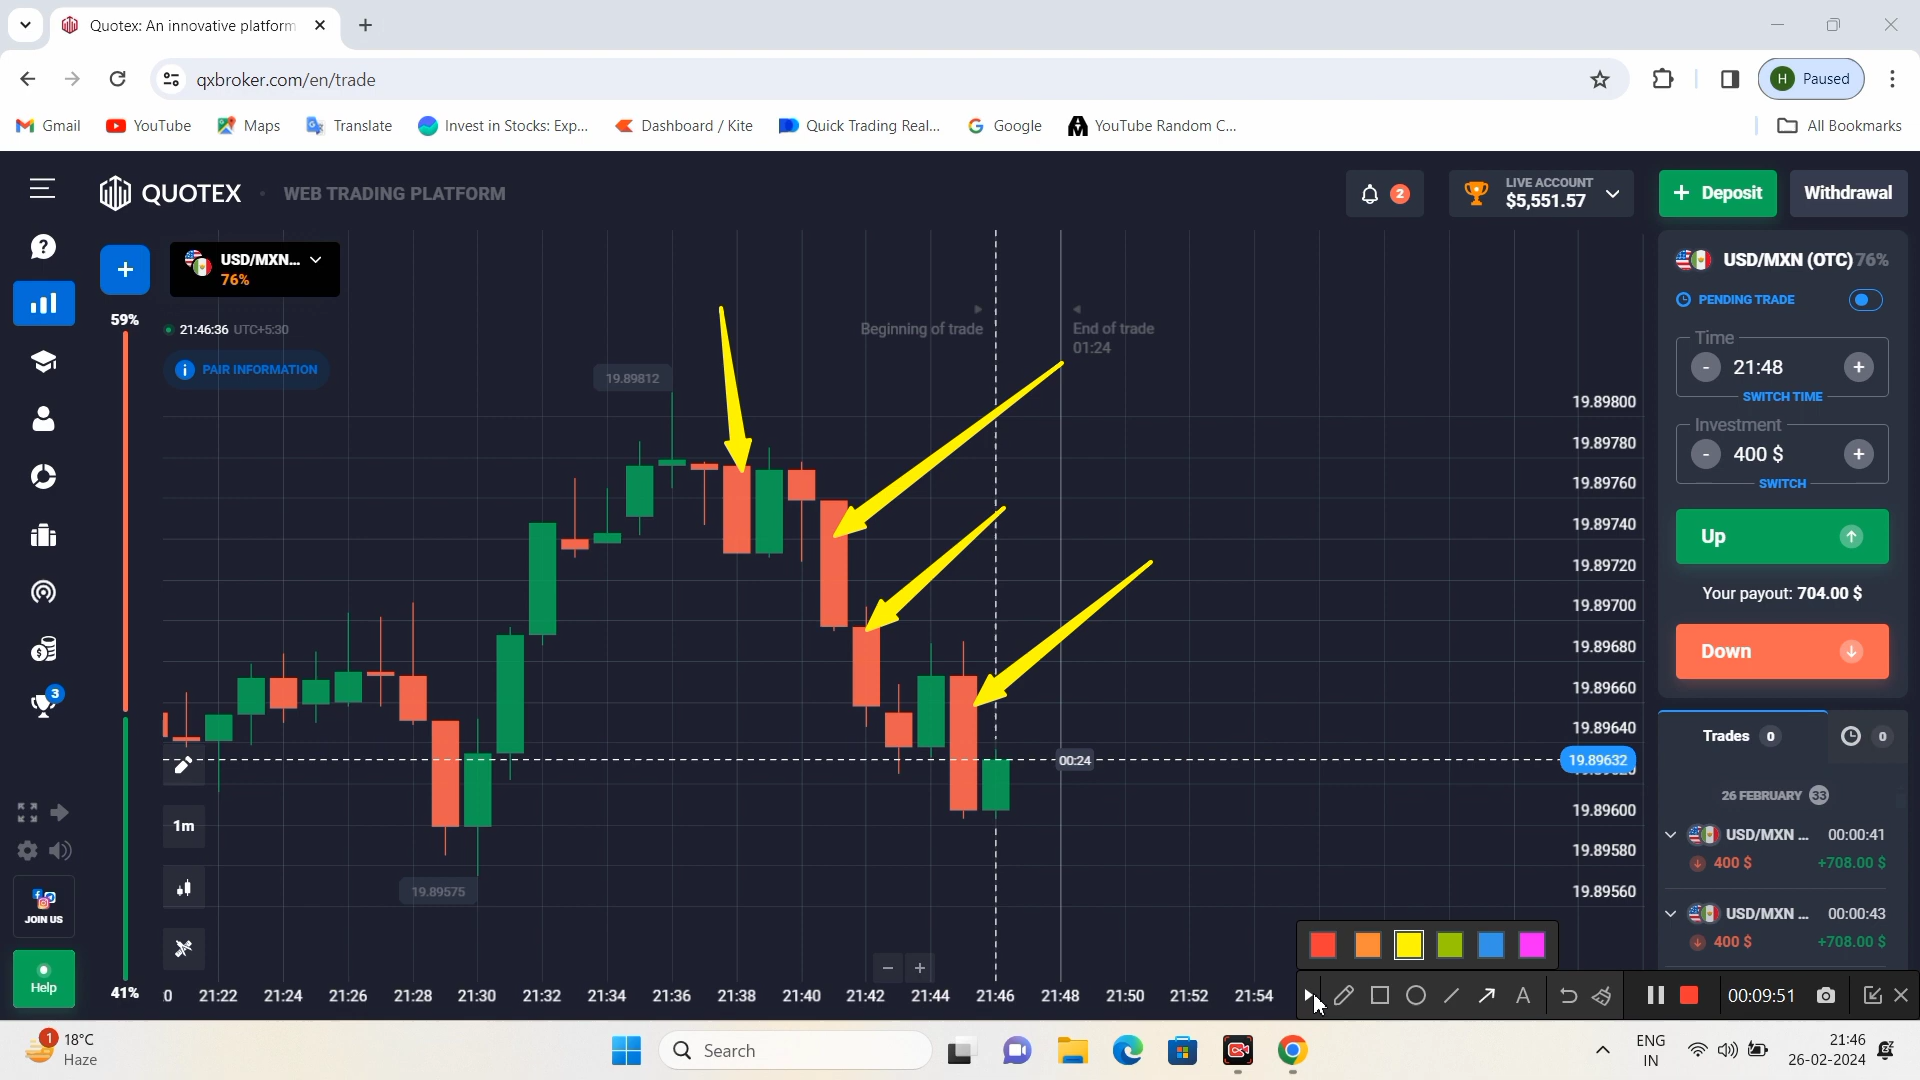 Quotex: An innovative platform
qxbroker.com/en/trade
H Paused
Gmail YouTube Maps Translate Invest in Stocks: Exp... Dashboard / Kite Quick Trading Real... Google YouTube Random C... All Bookmarks
QUOTEX WEB TRADING PLATFORM
2
LIVE ACCOUNT
$5,551.57
+ Deposit
Withdrawal
USD/MXN...
76%
59%
21:46:36 UTC+5:30
PAIR INFORMATION
Beginning of trade
End of trade
01:24
19.89812
19.89575
00:24
19.89800
19.89780
19.89760
19.89740
19.89720
19.89700
19.89680
19.89660
19.89640
19.89632
19.89600
19.89580
19.89560
USD/MXN (OTC) 76%
PENDING TRADE
Time
- 21:48 +
SWITCH TIME
Investment
- 400 $ +
SWITCH
Up
Your payout: 704.00 $
Down
Trades 0
0
26 FEBRUARY 33
USD/MXN ... 00:00:41
400 $ +708.00 $
USD/MXN ... 00:00:43
400 $ +708.00 $
3
JOIN US
Help
41%
1m
0 21:22 21:24 21:26 21:28 21:30 21:32 21:34 21:36 21:38 21:40 21:42 21:44 21:46 21:48 21:50 21:52 21:54
A
00:09:51
1
18°C
Haze
Search
ENG
IN
21:46
26-02-2024